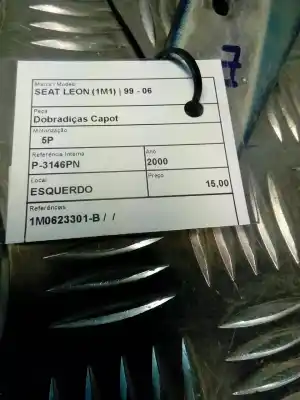 7
Marca \ Modelo
SEAT LEON (1M1) | 99 - 06
Peça
Dobradiças Capot
Motorização
5P
Referência Interna
P-3146PN
Ano
2000
Local
ESQUERDO
Preço
15,00
Referências
1M0623301-B / /